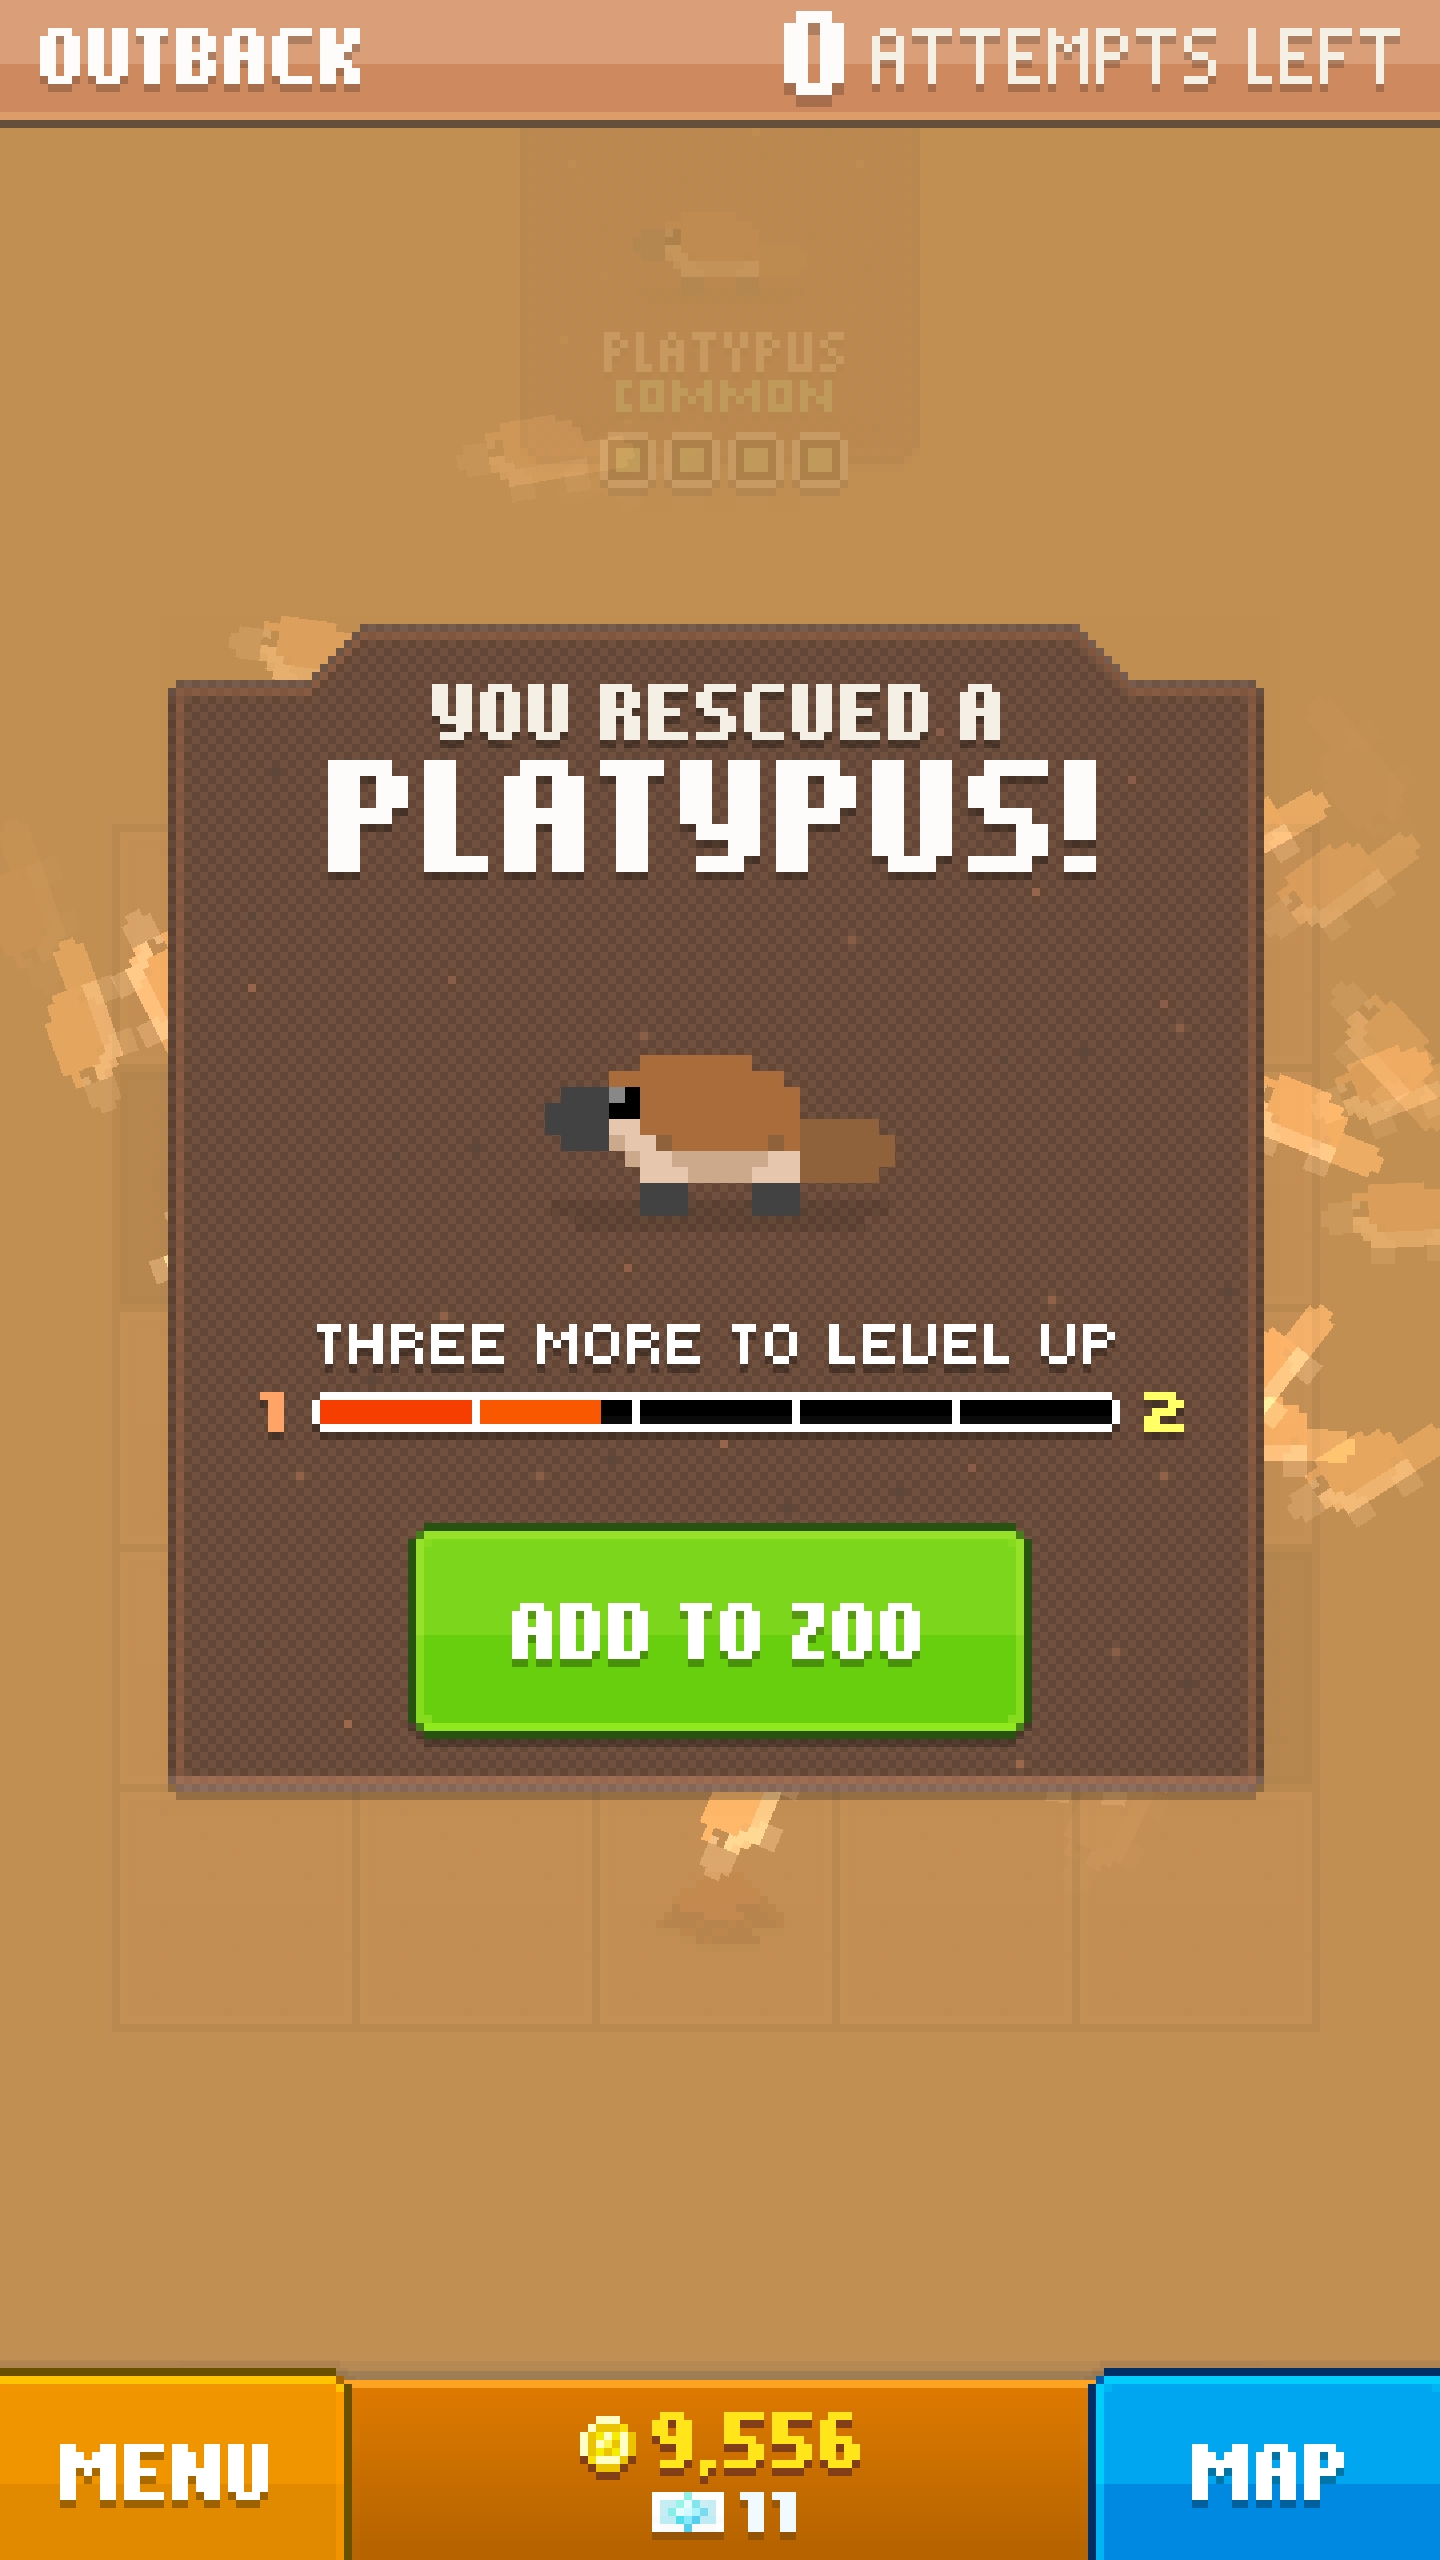 OUTBACK
0 ATTEMPTS LEFT
PLATYPUS
COMMON
YOU RESCUED A
PLATYPUS!
THREE MORE TO LEVEL UP
1 2
ADD TO ZOO
MENU
9,556
11
MAP